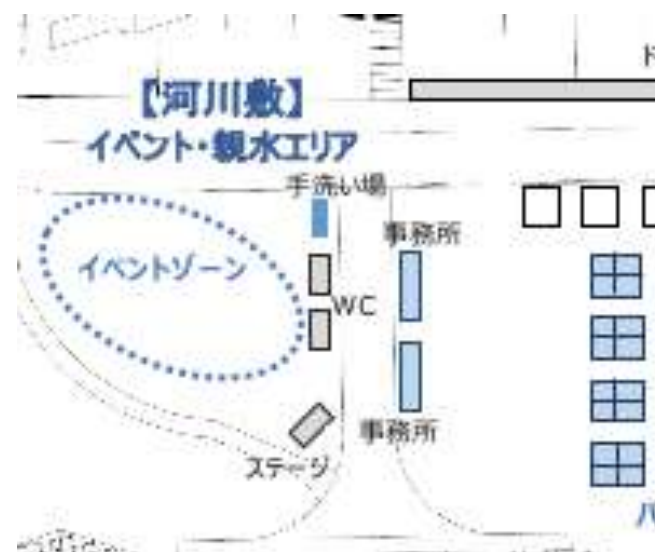 【河川敷】
イベント・親水エリア
手洗い場
事務所
イベントゾーン
WC
事務所
ステージ